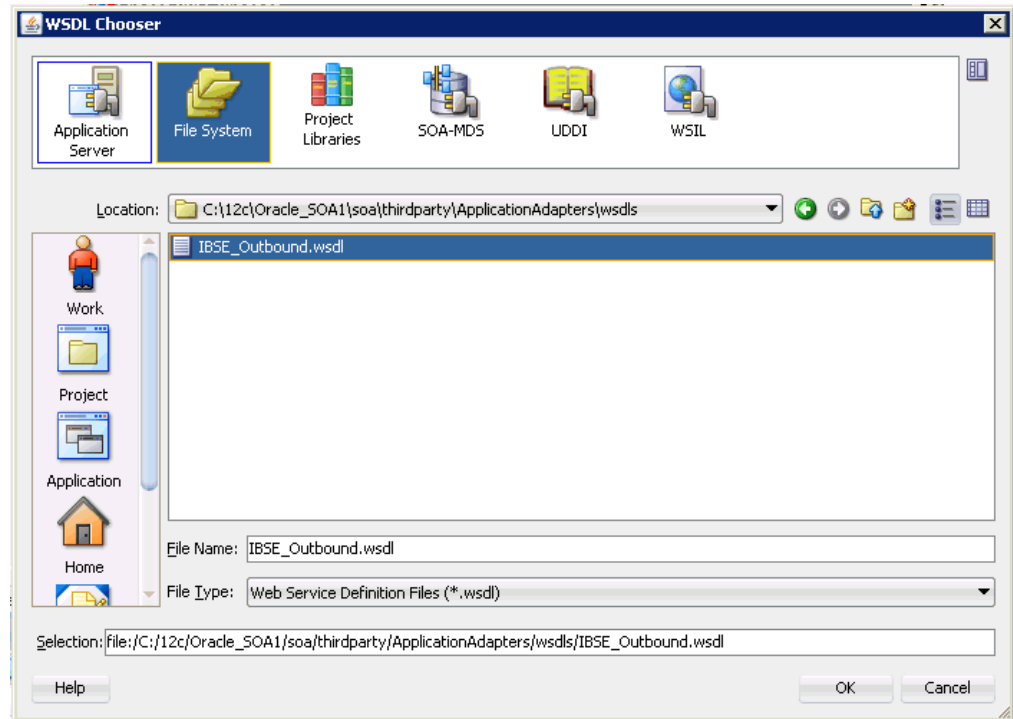 WSDL Chooser
Application
Server
File System
Project
Libraries
SOA-MDS
UDDI
WSIL
Location:
C:\12c\Oracle_SOA1\soa\thirdparty\ApplicationAdapters\wsdls
IBSE_Outbound.wsdl
Work
Project
Application
Home
File Name:
IBSE_Outbound.wsdl
File Type:
Web Service Definition Files (*.wsdl)
Selection:
file:/C:/12c/Oracle_SOA1/soa/thirdparty/ApplicationAdapters/wsdls/IBSE_Outbound.wsdl
Help
OK
Cancel